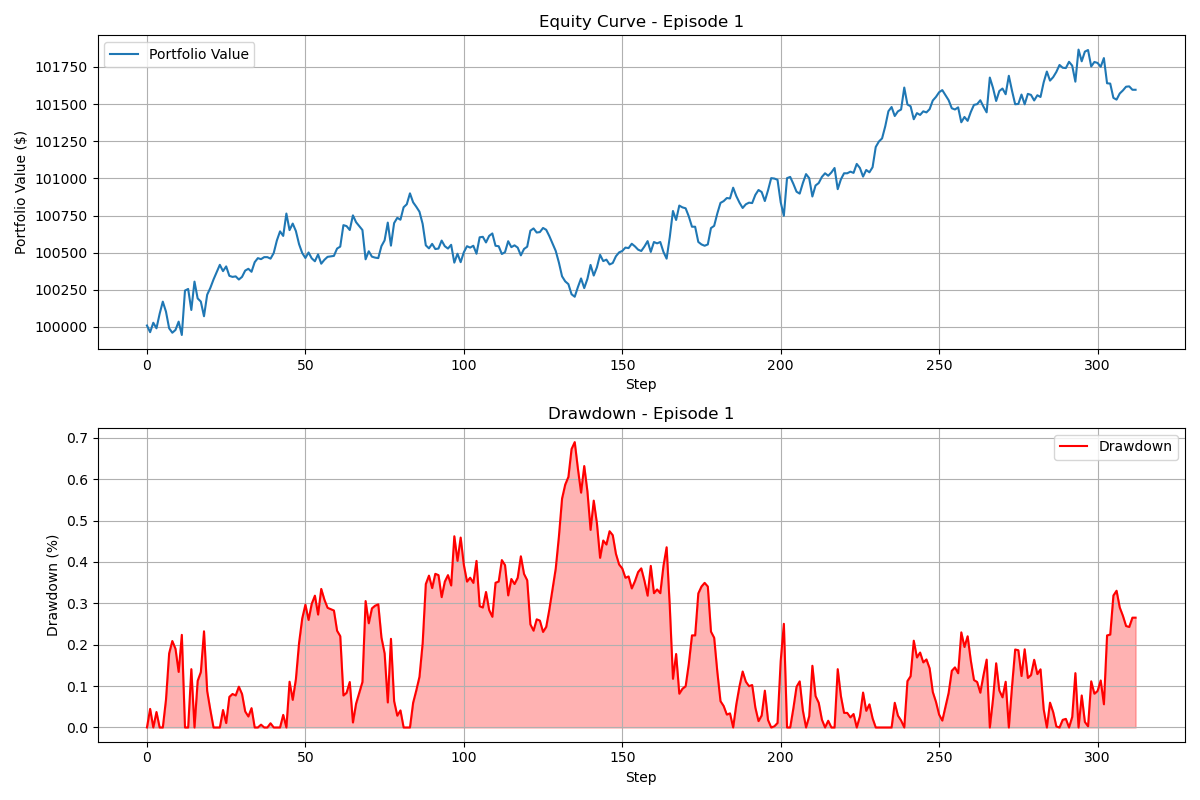 Equity Curve - Episode 1
Portfolio Value
Portfolio Value ($)
101750
101500
101250
101000
100750
100500
100250
100000
0 50 100 150 200 250 300
Step
Drawdown - Episode 1
Drawdown
Drawdown (%)
0.7
0.6
0.5
0.4
0.3
0.2
0.1
0.0
0 50 100 150 200 250 300
Step